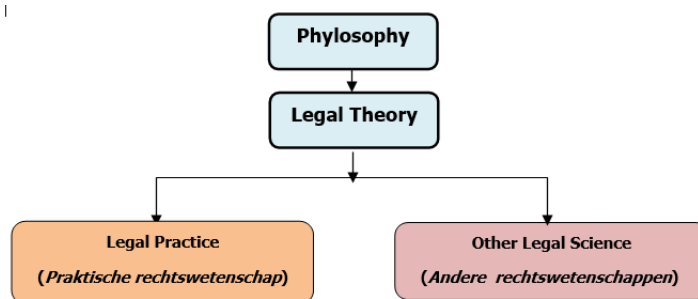 Phylosophy
Legal Theory
Legal Practice
(Praktische rechtswetenschap)
Other Legal Science
(Andere rechtswetenschappen)